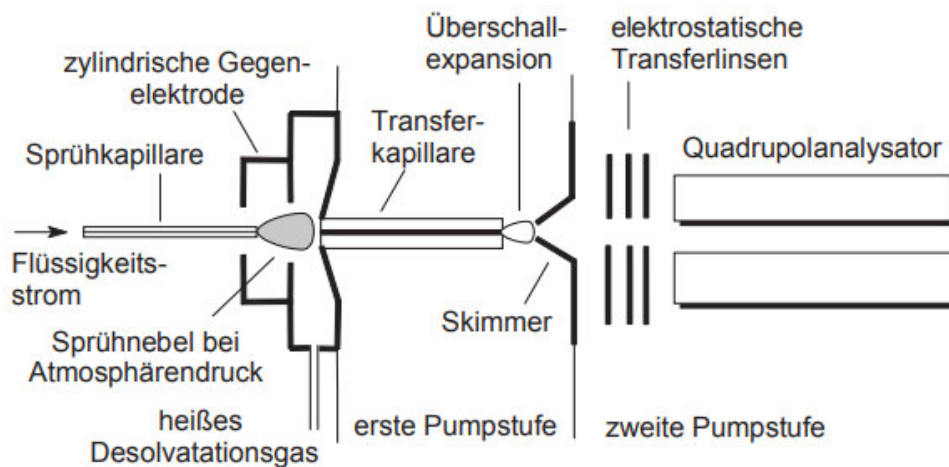 zylindrische Gegen-
elektrode
Überschall-
expansion
elektrostatische
Transferlinsen
Sprühkapillare
Transfer-
kapillare
Quadrupolanalysator
Flüssigkeits-
strom
Skimmer
Sprühnebel bei
Atmosphärendruck
heißes
Desolvatationsgas
erste Pumpstufe
zweite Pumpstufe